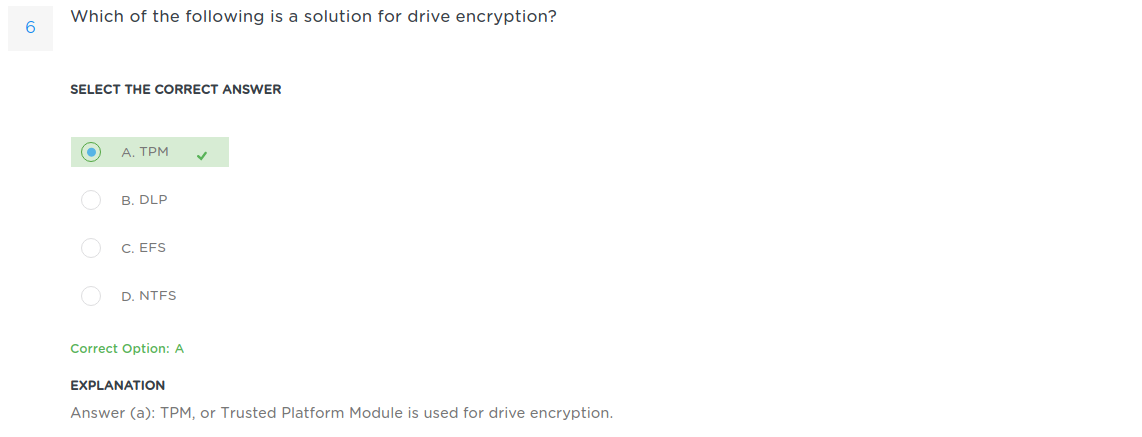 6
Which of the following is a solution for drive encryption?
SELECT THE CORRECT ANSWER
A. TPM
B. DLP
C. EFS
D. NTFS
Correct Option: A
EXPLANATION
Answer (a): TPM, or Trusted Platform Module is used for drive encryption.